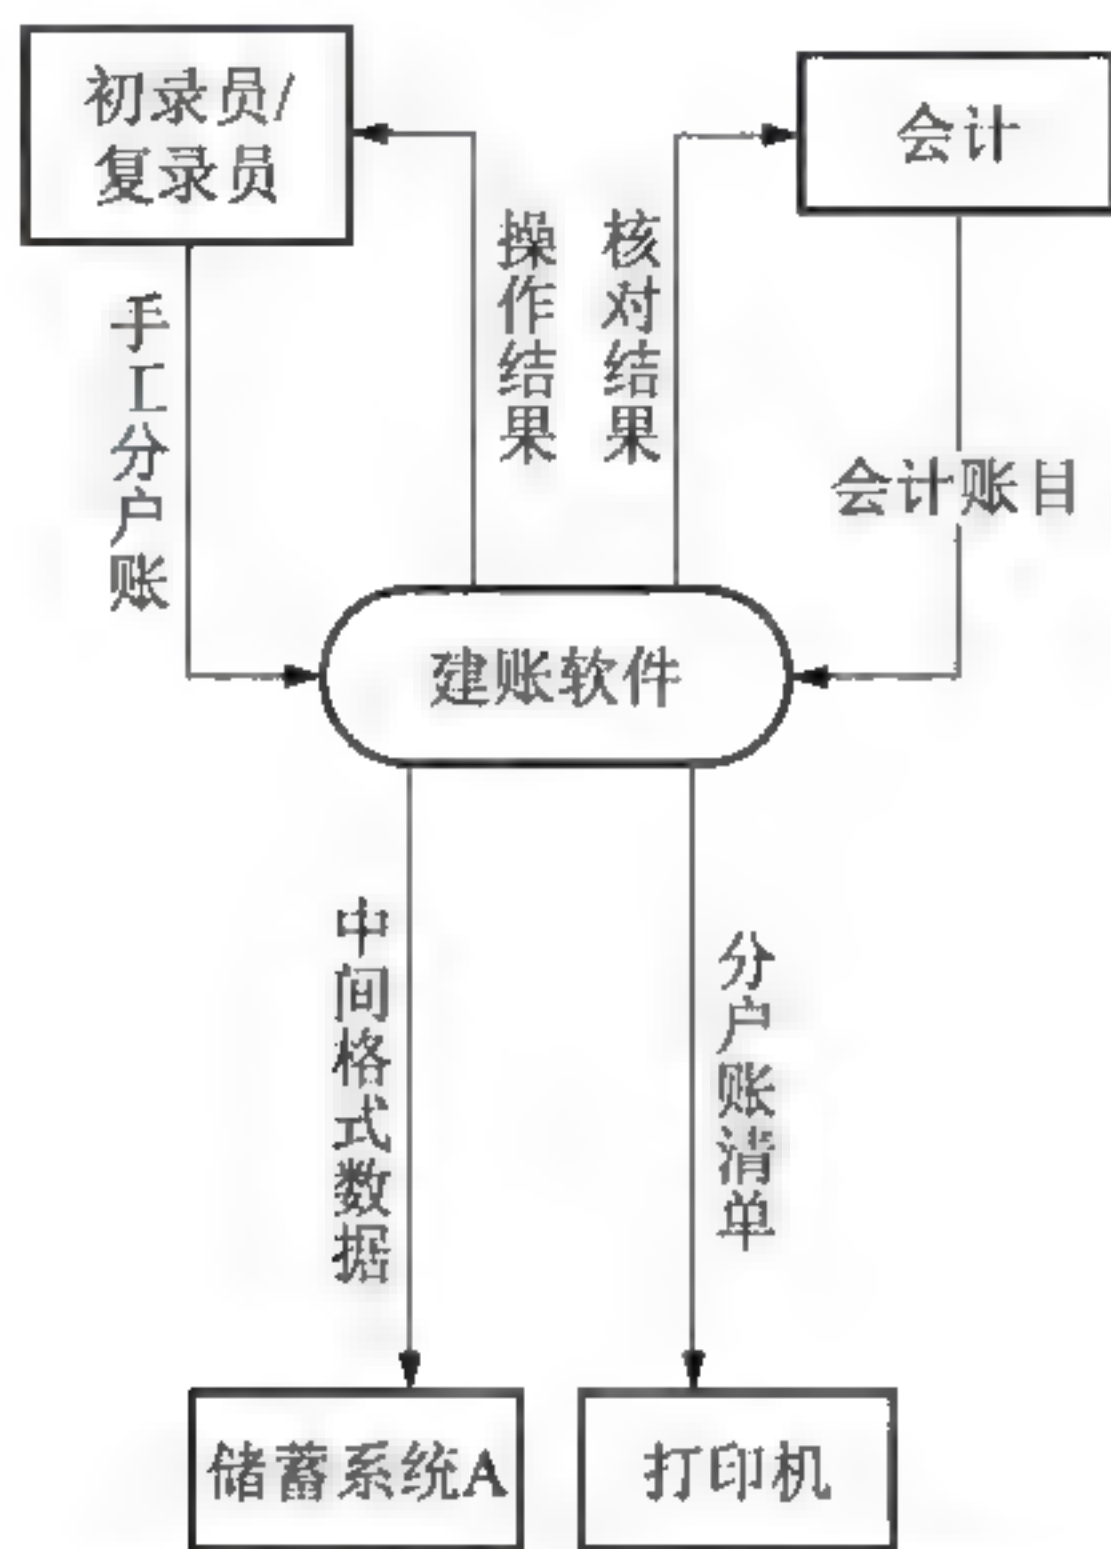 初录员/
复录员
会计
操作结果
核对结果
手工分户账
会计账目
建账软件
中间格式数据
分户账清单
储蓄系统A
打印机